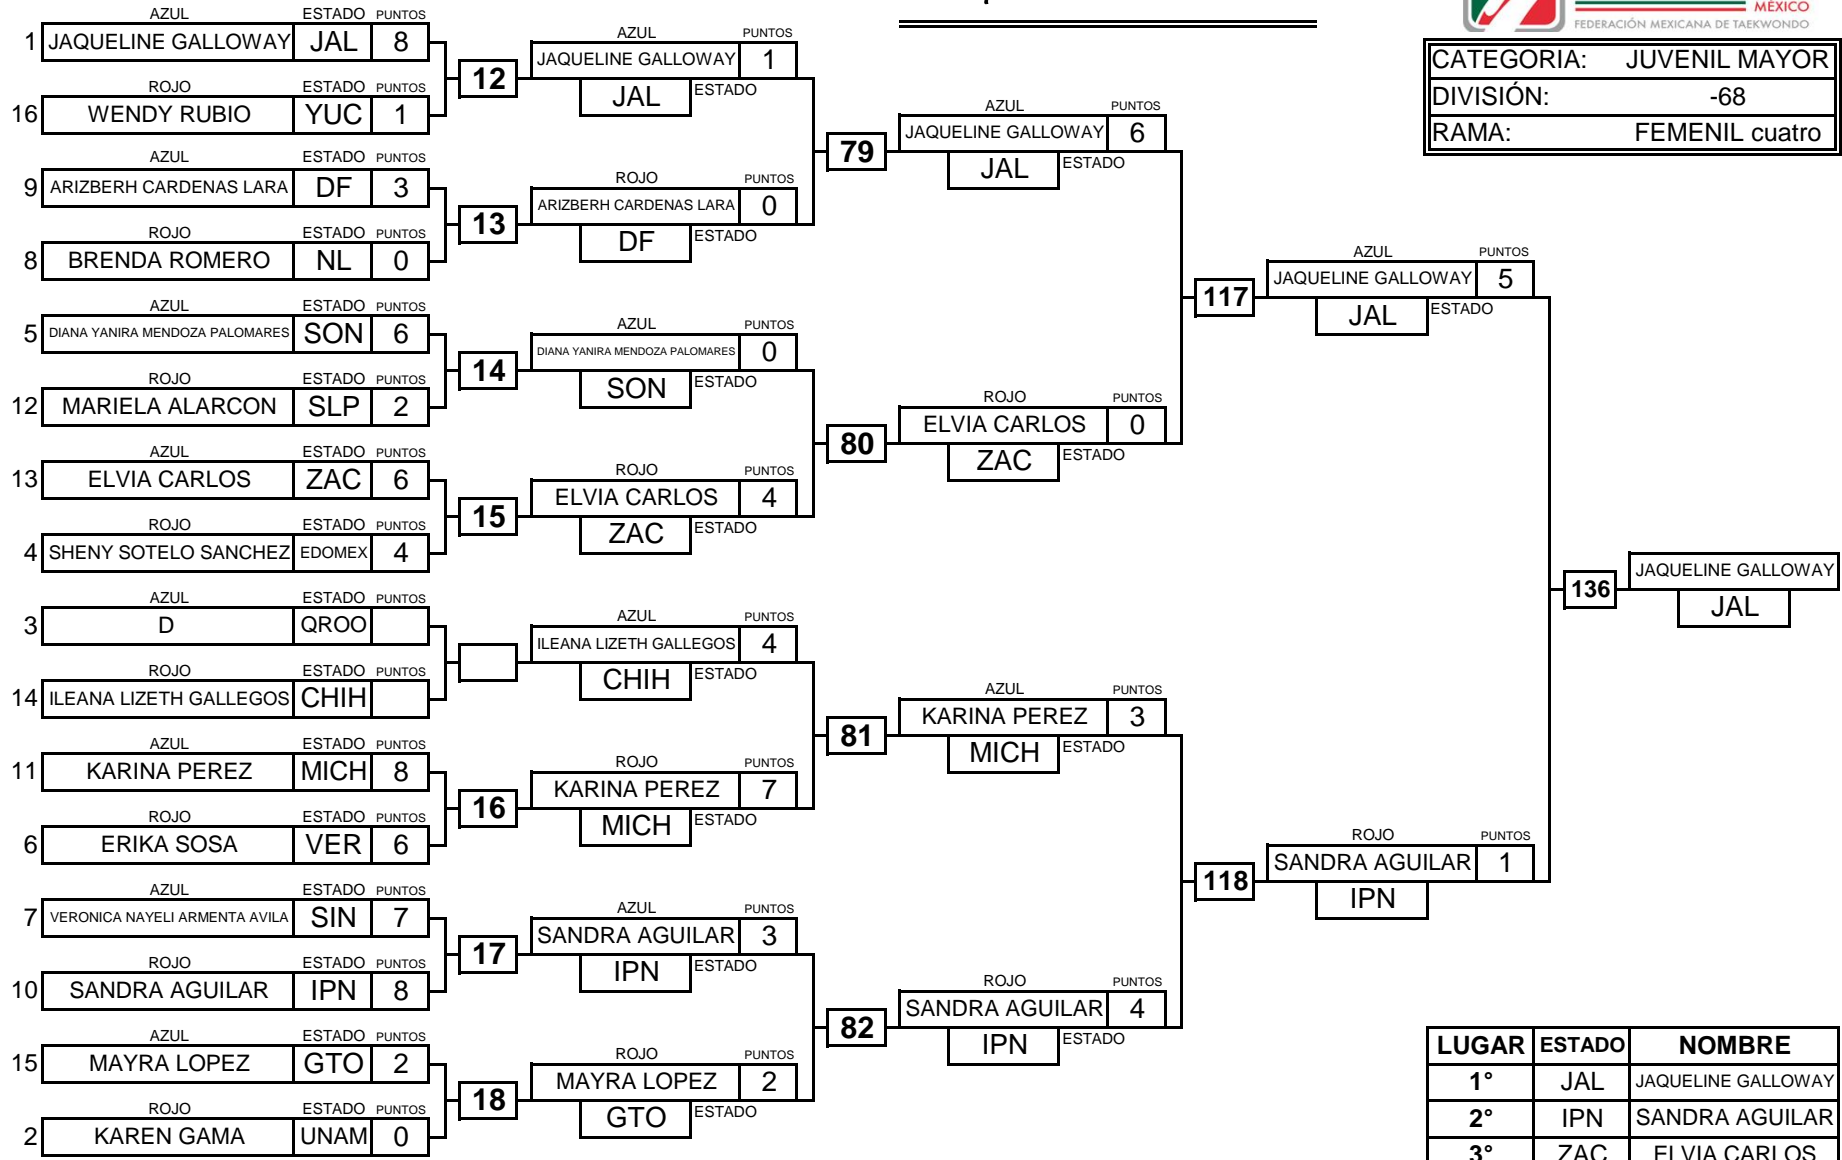 MÉXICO
FEDERACIÓN MEXICANA DE TAEKWONDO
CATEGORIA: JUVENIL MAYOR
DIVISIÓN: -68
RAMA: FEMENIL cuatro
AZUL ESTADO PUNTOS
1 JAQUELINE GALLOWAY JAL 8
ROJO ESTADO PUNTOS
16 WENDY RUBIO YUC 1
AZUL ESTADO PUNTOS
9 ARIZBERH CARDENAS LARA DF 3
ROJO ESTADO PUNTOS
8 BRENDA ROMERO NL 0
AZUL ESTADO PUNTOS
5 DIANA YANIRA MENDOZA PALOMARES SON 6
ROJO ESTADO PUNTOS
12 MARIELA ALARCON SLP 2
AZUL ESTADO PUNTOS
13 ELVIA CARLOS ZAC 6
ROJO ESTADO PUNTOS
4 SHENY SOTELO SANCHEZ EDOMEX 4
AZUL ESTADO PUNTOS
3 D QROO
ROJO ESTADO PUNTOS
14 ILEANA LIZETH GALLEGOS CHIH
AZUL ESTADO PUNTOS
11 KARINA PEREZ MICH 8
ROJO ESTADO PUNTOS
6 ERIKA SOSA VER 6
AZUL ESTADO PUNTOS
7 VERONICA NAYELI ARMENTA AVILA SIN 7
ROJO ESTADO PUNTOS
10 SANDRA AGUILAR IPN 8
AZUL ESTADO PUNTOS
15 MAYRA LOPEZ GTO 2
ROJO ESTADO PUNTOS
2 KAREN GAMA UNAM 0
12
13
14
15
16
17
18
AZUL PUNTOS
JAQUELINE GALLOWAY 1
JAL ESTADO
ROJO PUNTOS
ARIZBERH CARDENAS LARA 0
DF ESTADO
AZUL PUNTOS
DIANA YANIRA MENDOZA PALOMARES 0
SON ESTADO
ROJO PUNTOS
ELVIA CARLOS 4
ZAC ESTADO
AZUL PUNTOS
ILEANA LIZETH GALLEGOS 4
CHIH ESTADO
ROJO PUNTOS
KARINA PEREZ 7
MICH ESTADO
AZUL PUNTOS
SANDRA AGUILAR 3
IPN ESTADO
ROJO PUNTOS
MAYRA LOPEZ 2
GTO ESTADO
79
80
81
82
AZUL PUNTOS
JAQUELINE GALLOWAY 6
JAL ESTADO
ROJO PUNTOS
ELVIA CARLOS 0
ZAC ESTADO
AZUL PUNTOS
KARINA PEREZ 3
MICH ESTADO
ROJO PUNTOS
SANDRA AGUILAR 4
IPN ESTADO
117
118
AZUL PUNTOS
JAQUELINE GALLOWAY 5
JAL ESTADO
ROJO PUNTOS
SANDRA AGUILAR 1
IPN
136
JAQUELINE GALLOWAY
JAL
LUGAR ESTADO NOMBRE
1° JAL JAQUELINE GALLOWAY
2° IPN SANDRA AGUILAR
3° ZAC ELVIA CARLOS